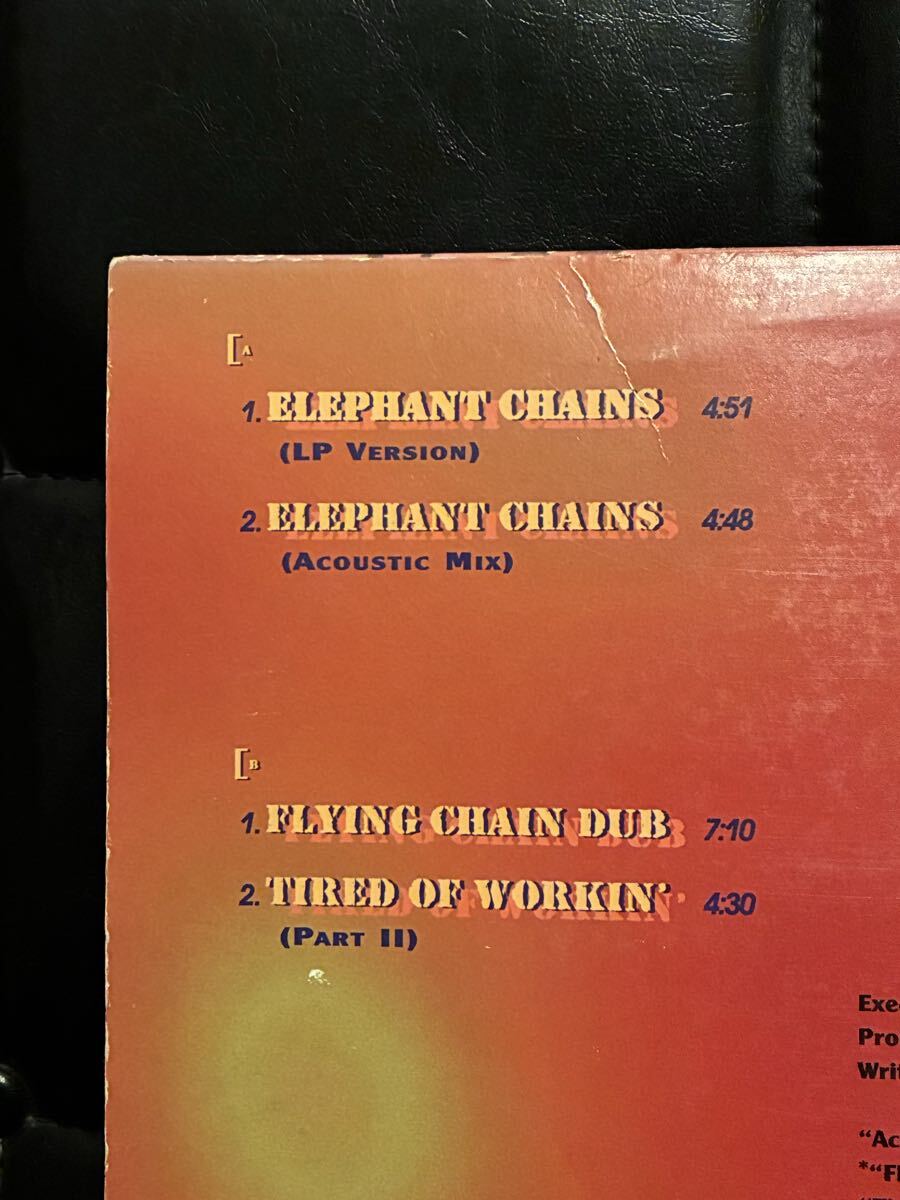 [A
1. ELEPHANT CHAINS 4:51
(LP VERSION)
2. ELEPHANT CHAINS 4:48
(ACOUSTIC MIX)
[B
1. FLYING CHAIN DUB 7:10
2. TIRED OF WORKIN' 4:30
(PART II)